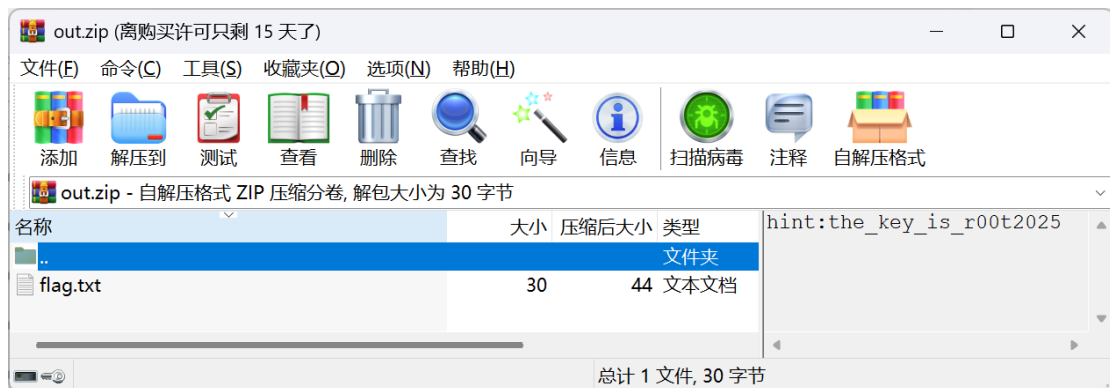 out.zip (离购买许可只剩 15 天了)
文件(F) 命令(C) 工具(S) 收藏夹(O) 选项(N) 帮助(H)
添加 解压到 测试 查看 删除 查找 向导 信息 扫描病毒 注释 自解压格式
out.zip - 自解压格式 ZIP 压缩分卷, 解包大小为 30 字节
名称 大小 压缩后大小 类型
.. 文件夹
flag.txt 30 44 文本文档
hint:the_key_is_r00t2025
总计 1 文件, 30 字节